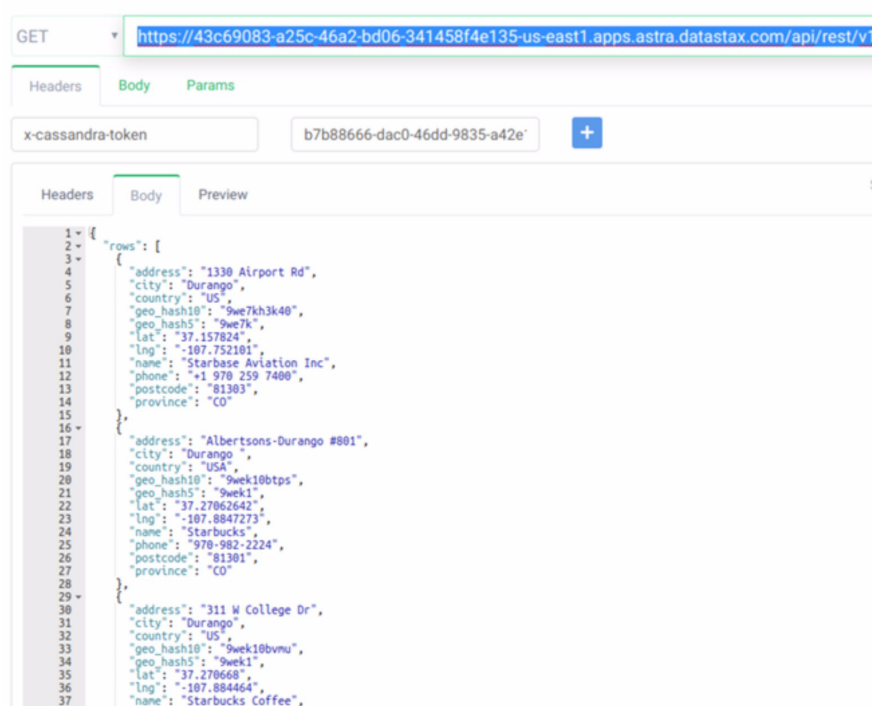 GET https://43c69083-a25c-46a2-bd06-341458f4e135-us-east1.apps.astra.datastax.com/api/rest/v1
Headers Body Params
x-cassandra-token b7b88666-dac0-46dd-9835-a42e
Headers Body Preview
1 {
2 "rows": [
3 {
4 "address": "1330 Airport Rd",
5 "city": "Durango",
6 "country": "US",
7 "geo_hash10": "9we7kh3k40",
8 "geo_hash5": "9we7k",
9 "lat": "37.157824",
10 "lng": "-107.752101",
11 "name": "Starbase Aviation Inc",
12 "phone": "+1 970 259 7400",
13 "postcode": "81303",
14 "province": "CO"
15 },
16 {
17 "address": "Albertsons-Durango #801",
18 "city": "Durango ",
19 "country": "USA",
20 "geo_hash10": "9wek10btps",
21 "geo_hash5": "9wek1",
22 "lat": "37.27062642",
23 "lng": "-107.8847273",
24 "name": "Starbucks",
25 "phone": "970-982-2224",
26 "postcode": "81301",
27 "province": "CO"
28 },
29 {
30 "address": "311 W College Dr",
31 "city": "Durango",
32 "country": "US",
33 "geo_hash10": "9wek10bvmu",
34 "geo_hash5": "9wek1",
35 "lat": "37.270668",
36 "lng": "-107.884464",
37 "name": "Starbucks Coffee",